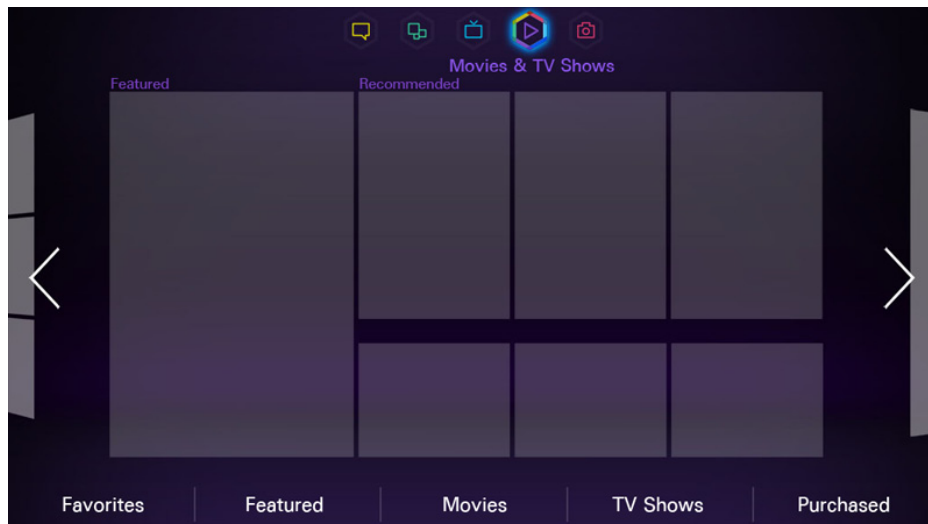 Movies & TV Shows
Featured
Recommended
Favorites
Featured
Movies
TV Shows
Purchased